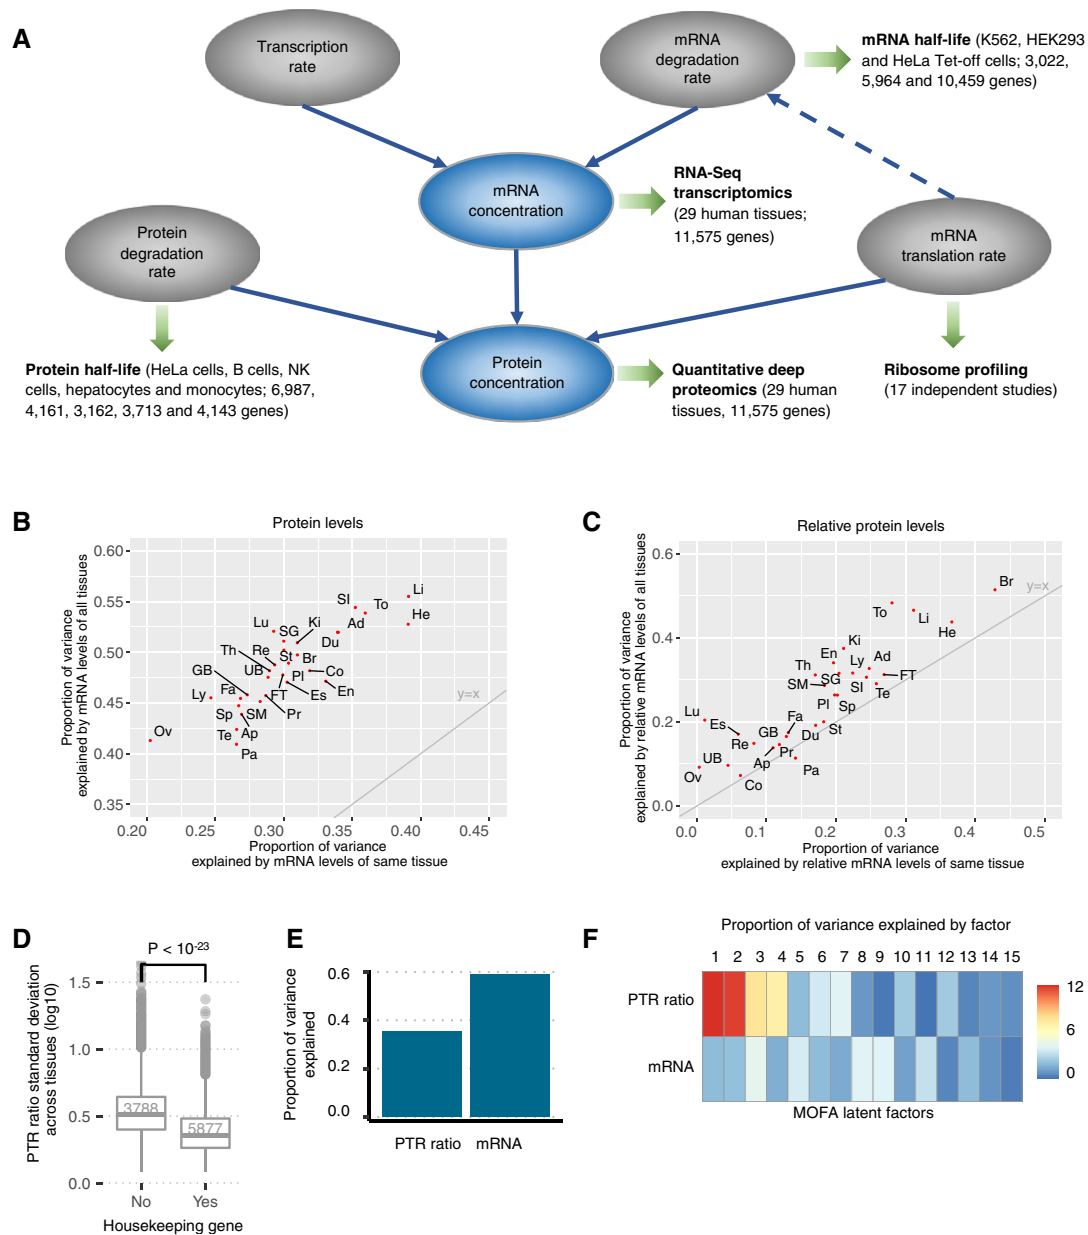 A
Transcription
rate
mRNA
degradation
rate
mRNA half-life (K562, HEK293
and HeLa Tet-off cells; 3,022,
5,964 and 10,459 genes)
mRNA
concentration
RNA-Seq
transcriptomics
(29 human tissues;
11,575 genes)
Protein
degradation
rate
mRNA
translation rate
Protein half-life (HeLa cells, B cells, NK
cells, hepatocytes and monocytes; 6,987,
4,161, 3,162, 3,713 and 4,143 genes)
Protein
concentration
Quantitative deep
proteomics (29 human
tissues, 11,575 genes)
Ribosome profiling
(17 independent studies)
B
Protein levels
Proportion of variance
explained by mRNA levels of all tissues
0.60
0.55
0.50
0.45
0.40
0.35
Li
SI
To
He
Ad
Lu
SG
Ki
Du
Th
Re
St
Br
GB
UB
Pl
Co
Ly
Fa
FT
Es
En
Sp
SM
Pr
Ov
Te
Ap
Pa
y=x
0.20
0.25
0.30
0.35
0.40
0.45
Proportion of variance
explained by mRNA levels of same tissue
C
Relative protein levels
Proportion of variance
explained by relative mRNA levels of all tissues
0.6
0.4
0.2
0.0
Br
y=x
To
Li
He
Ki
En
Ly
Ad
Th
SM
SG
SI
FT
Te
Pl
Sp
Lu
Es
Fa
GB
Du
St
Re
Pr
UB
Ap
Pa
Ov
Co
0.0
0.1
0.2
0.3
0.4
0.5
Proportion of variance
explained by relative mRNA levels of same tissue
D
P < 10-23
PTR ratio standard deviation
across tissues (log10)
1.5
1.0
0.5
0.0
3788
5877
No
Yes
Housekeeping gene
E
Proportion of variance
explained
0.6
0.4
0.2
0.0
PTR ratio
mRNA
F
Proportion of variance explained by factor
1 2 3 4 5 6 7 8 9 10 11 12 13 14 15
PTR ratio
mRNA
MOFA latent factors
12
6
0